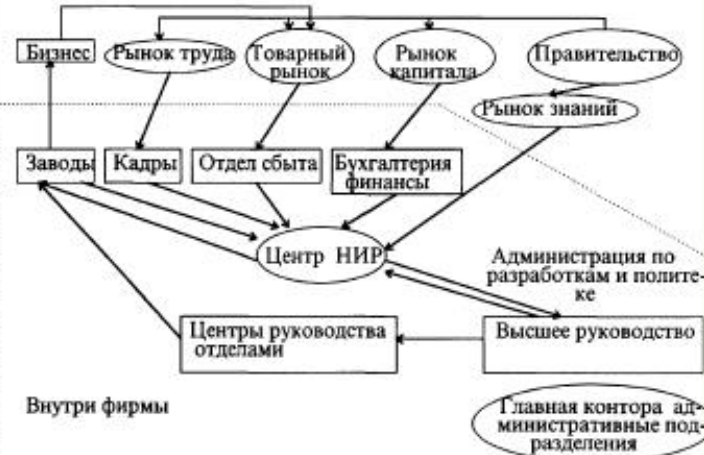 Бизнес
Рынок труда
Товарный
рынок
Рынок
капитала
Правительство
Рынок знаний
Заводы
Кадры
Отдел сбыта
Бухгалтерия
финансы
Центр НИР
Администрация по
разработкам и полите-
ке
Центры руководства
отделами
Высшее руководство
Внутри фирмы
Главная контора ад-
министративные под-
разделения